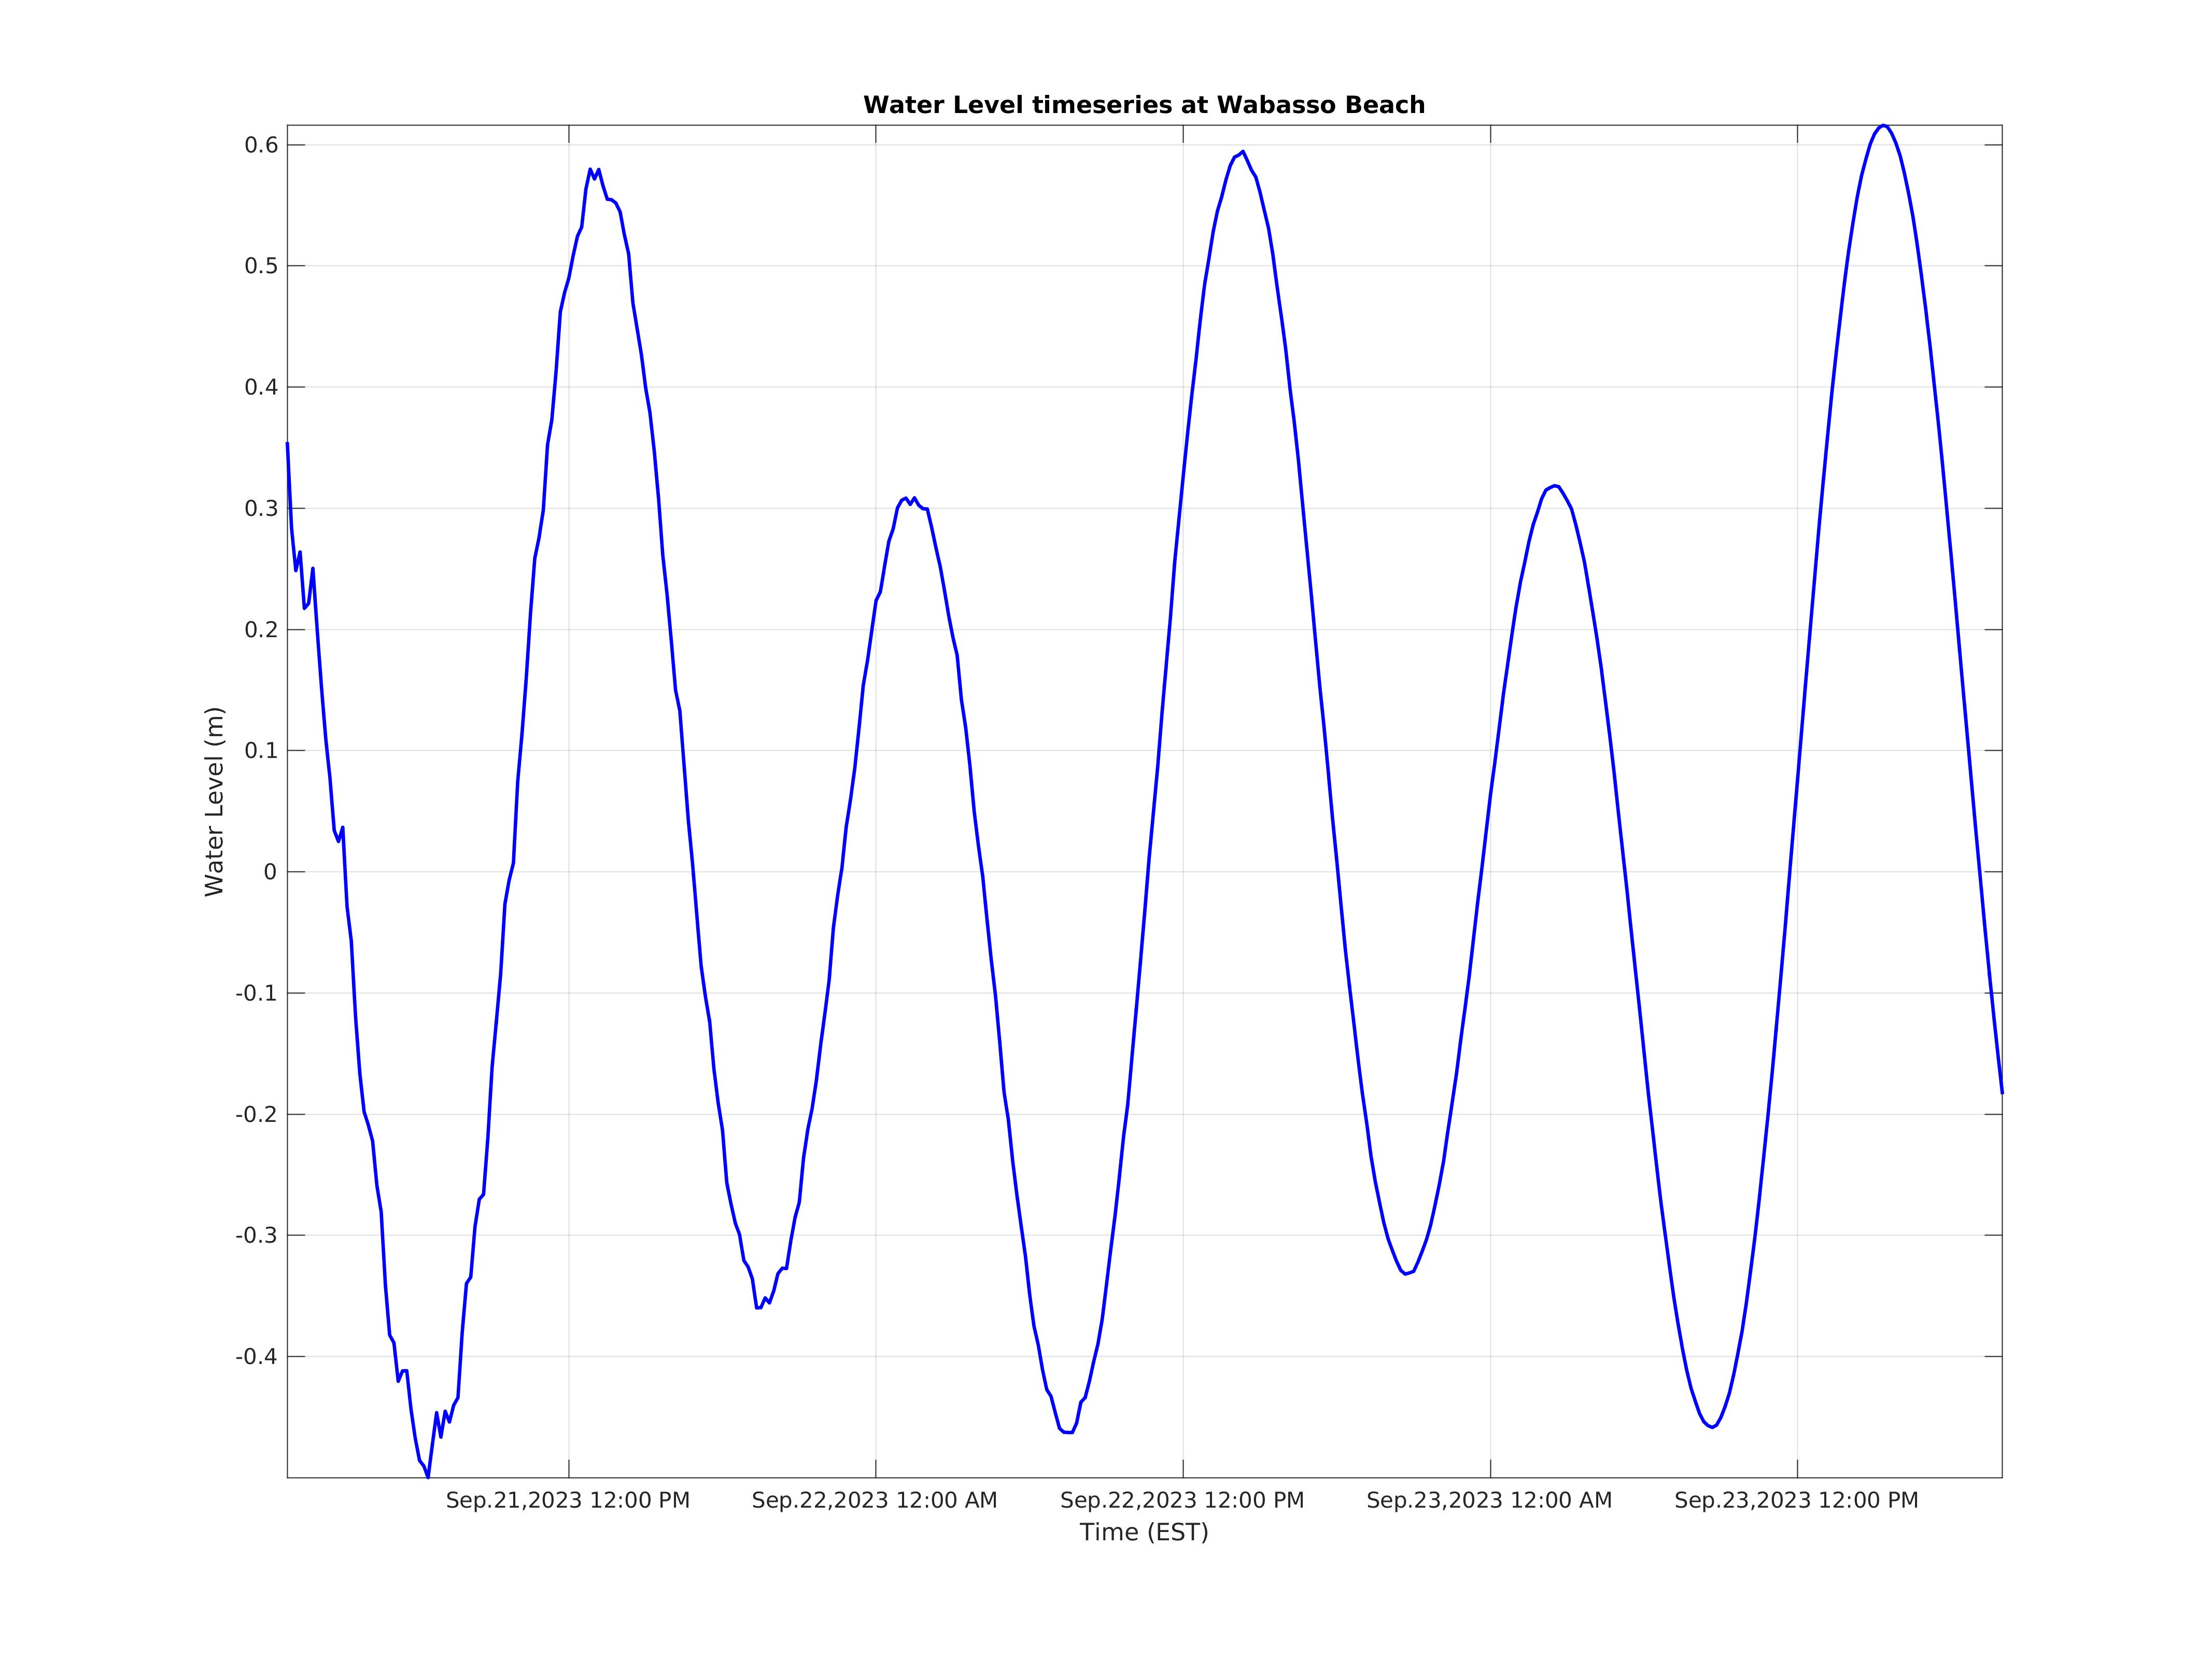 Water Level timeseries at Wabasso Beach
0.6
0.5
0.4
0.3
0.2
0.1
0
-0.1
-0.2
-0.3
-0.4
Water Level (m)
Sep.21,2023 12:00 PM
Sep.22,2023 12:00 AM
Sep.22,2023 12:00 PM
Sep.23,2023 12:00 AM
Sep.23,2023 12:00 PM
Time (EST)